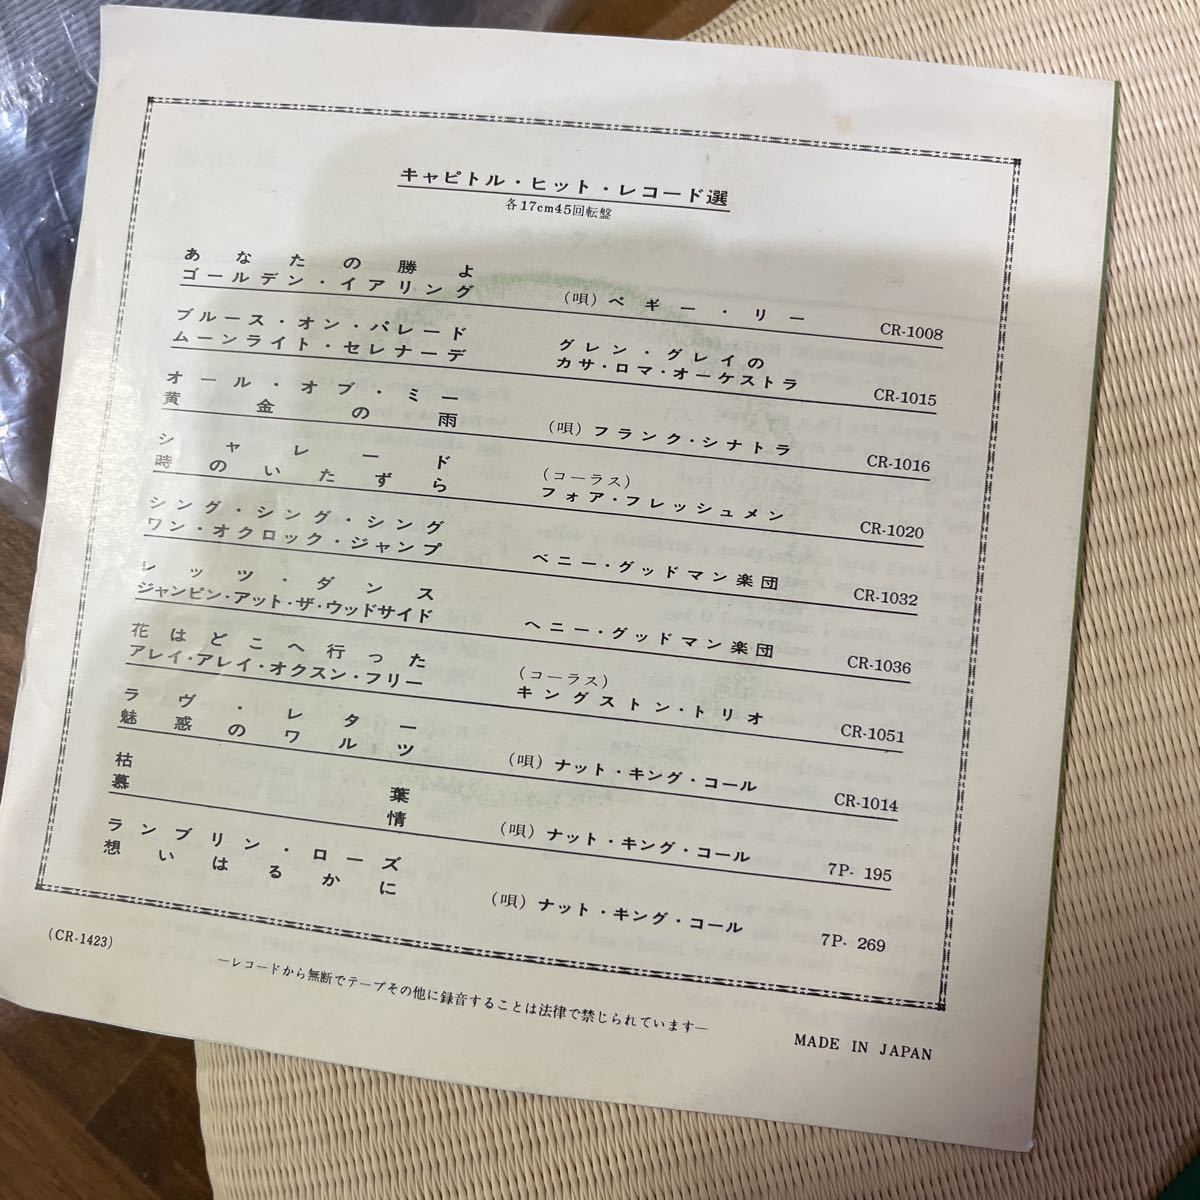 キャピトル・ヒット・レコード選
各17cm45回転盤
あなたの勝よ
ゴールデン・イアリング (唄) ペギー・リー CR-1008
ブルース・オン・パレード グレン・グレイの
ムーンライト・セレナーデ カサ・ロマ・オーケストラ CR-1015
オール・オブ・ミー
黄金の雨 (唄) フランク・シナトラ CR-1016
シャレード (コーラス)
時のいたずら フォア・フレッシュメン CR-1020
シング・シング・シング
ワン・オクロック・ジャンプ ベニー・グッドマン楽団 CR-1032
レッツ・ダンス
ジャンピン・アット・ザ・ウッドサイド ヘニー・グッドマン楽団 CR-1036
花はどこへ行った (コーラス)
アレイ・アレイ・オクスン・フリー キングストン・トリオ CR-1051
ラヴ・レター
魅惑のワルツ (唄) ナット・キング・コール CR-1014
枯葉
慕情 (唄) ナット・キング・コール 7P- 195
ランブリン・ローズ
想いはるかに (唄) ナット・キング・コール 7P- 269
(CR-1423)
—レコードから無断でテープその他に録音することは法律で禁じられています—
MADE IN JAPAN